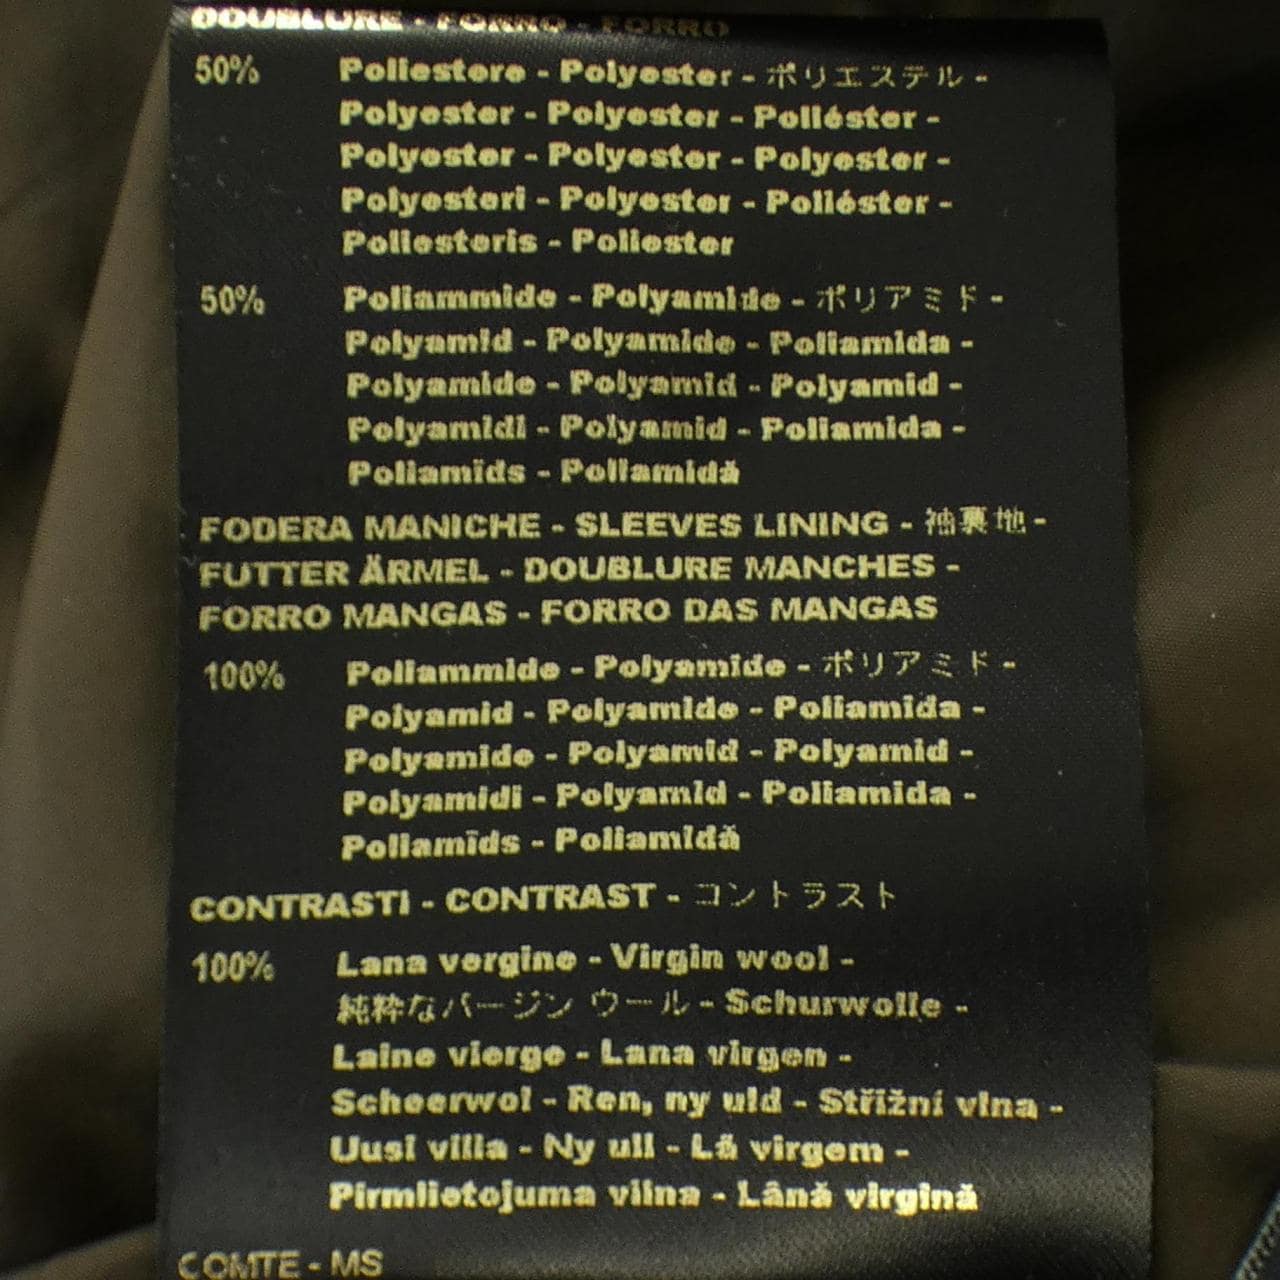 DOUBLURE - FORRO - FORRO
50% Poliestere - Polyester - ポリエステル -
Polyester - Polyester - Poliéster -
Polyester - Polyester - Polyester -
Polyesteri - Polyester - Poliéster -
Poliesteris - Poliester
50% Poliammide - Polyamide - ポリアミド -
Polyamid - Polyamide - Poliamida -
Polyamide - Polyamid - Polyamid -
Polyamidi - Polyamid - Poliamida -
Poliamīds - Poliamidă
FODERA MANICHE - SLEEVES LINING - 袖裏地 -
FUTTER ÄRMEL - DOUBLURE MANCHES -
FORRO MANGAS - FORRO DAS MANGAS
100% Poliammide - Polyamide - ポリアミド -
Polyamid - Polyamide - Poliamida -
Polyamide - Polyamid - Polyamid -
Polyamidi - Polyamid - Poliamida -
Poliamīds - Poliamidă
CONTRASTI - CONTRAST - コントラスト
100% Lana vergine - Virgin wool -
純粋なバージン ウール - Schurwolle -
Laine vierge - Lana virgen -
Scheerwol - Ren, ny uld - Střižní vlna -
Uusi villa - Ny ull - Lã virgem -
Pirmlietojuma vilna - Lână virgină
COMTE - MS